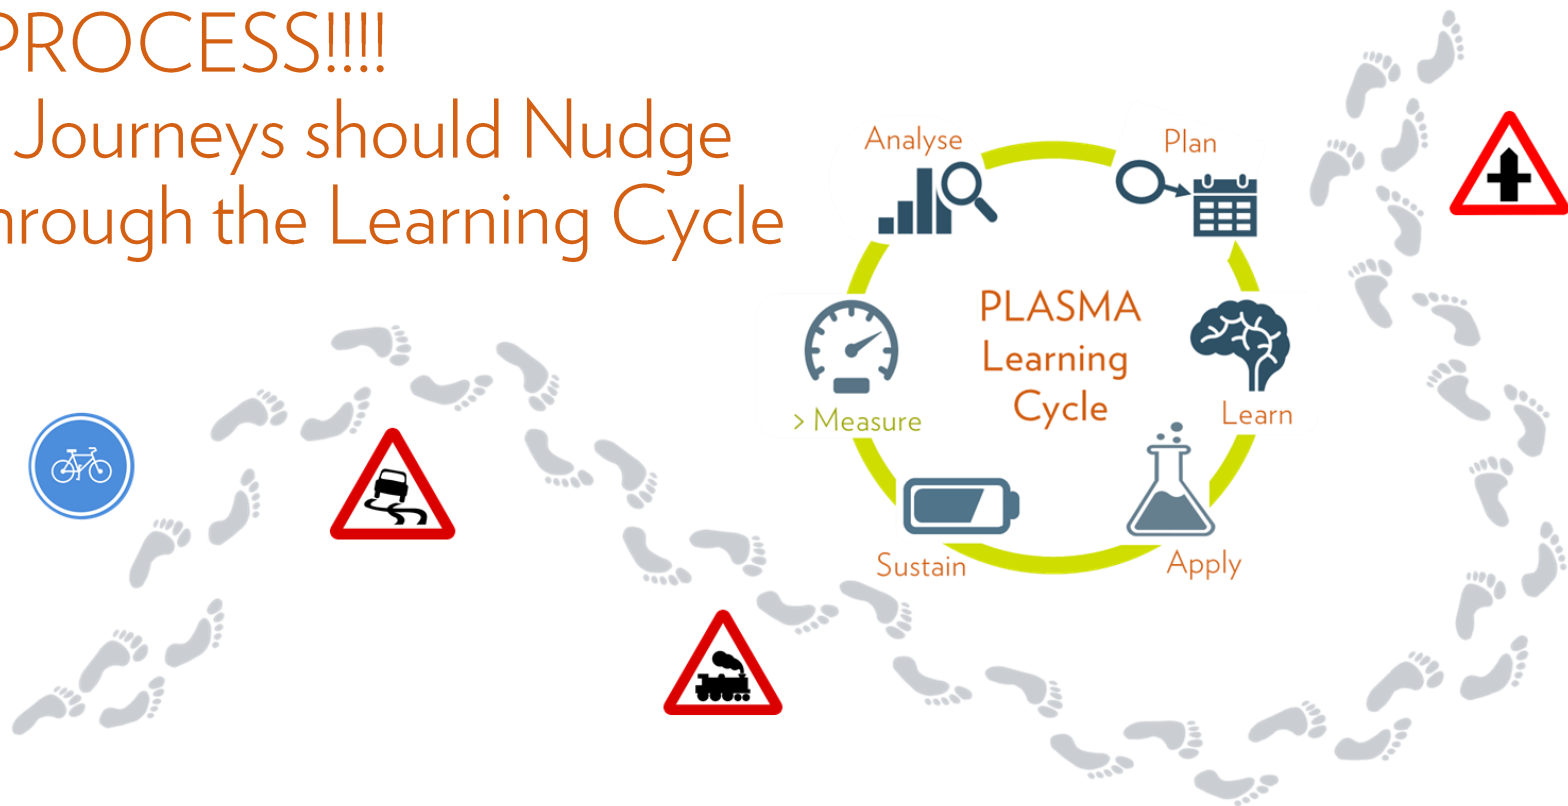 PROCESS!!!!
Journeys should Nudge
hrough the Learning Cycle
Analyse
Plan
PLASMA
Learning
Cycle
Learn
> Measure
Sustain
Apply